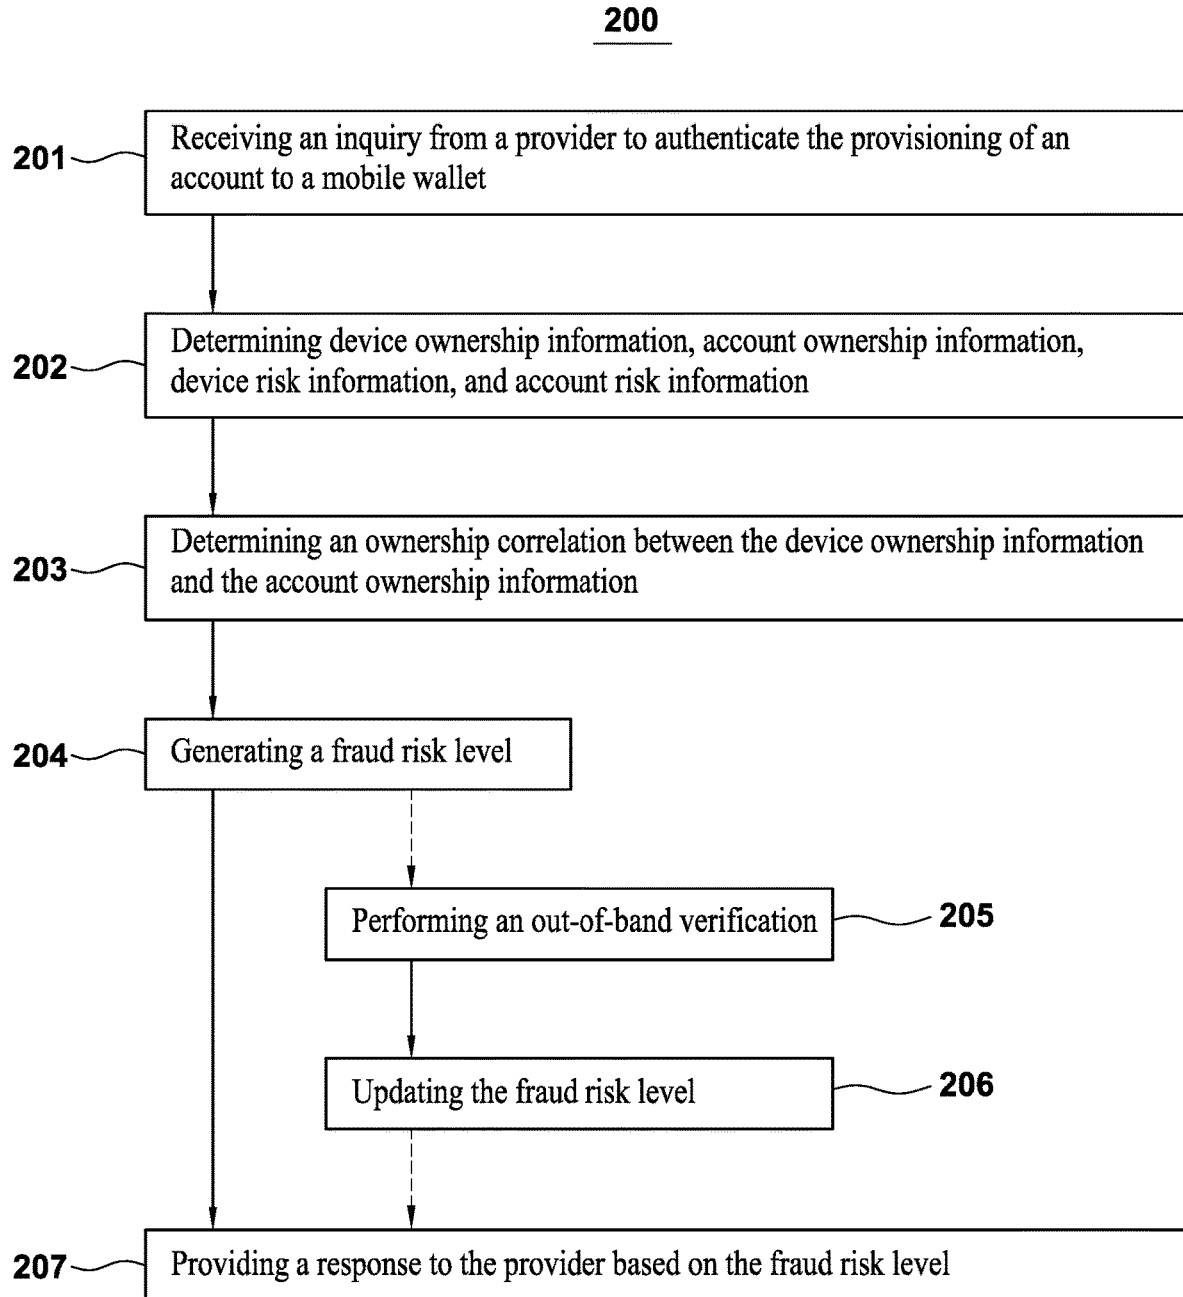 200
201
Receiving an inquiry from a provider to authenticate the provisioning of an
account to a mobile wallet
202
Determining device ownership information, account ownership information,
device risk information, and account risk information
203
Determining an ownership correlation between the device ownership information
and the account ownership information
204
Generating a fraud risk level
Performing an out-of-band verification
205
Updating the fraud risk level
206
207
Providing a response to the provider based on the fraud risk level